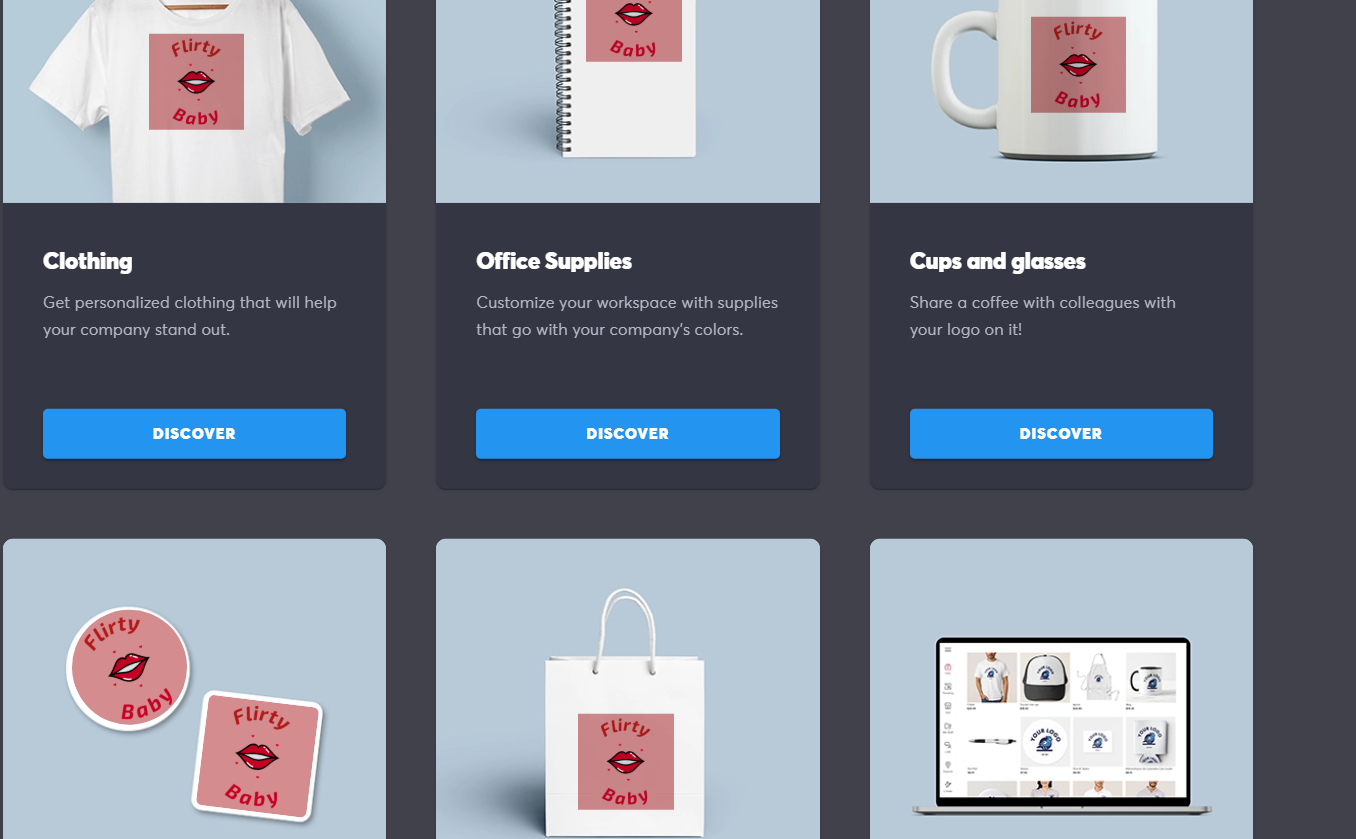 Flirty
Baby
Baby
Flirty
Baby
Clothing
Get personalized clothing that will help
your company stand out.
DISCOVER
Office Supplies
Customize your workspace with supplies
that go with your company's colors.
DISCOVER
Cups and glasses
Share a coffee with colleagues with
your logo on it!
DISCOVER
Flirty
Baby
Flirty
Baby
Flirty
Baby
YOUR LOGO
YOUR LOGO